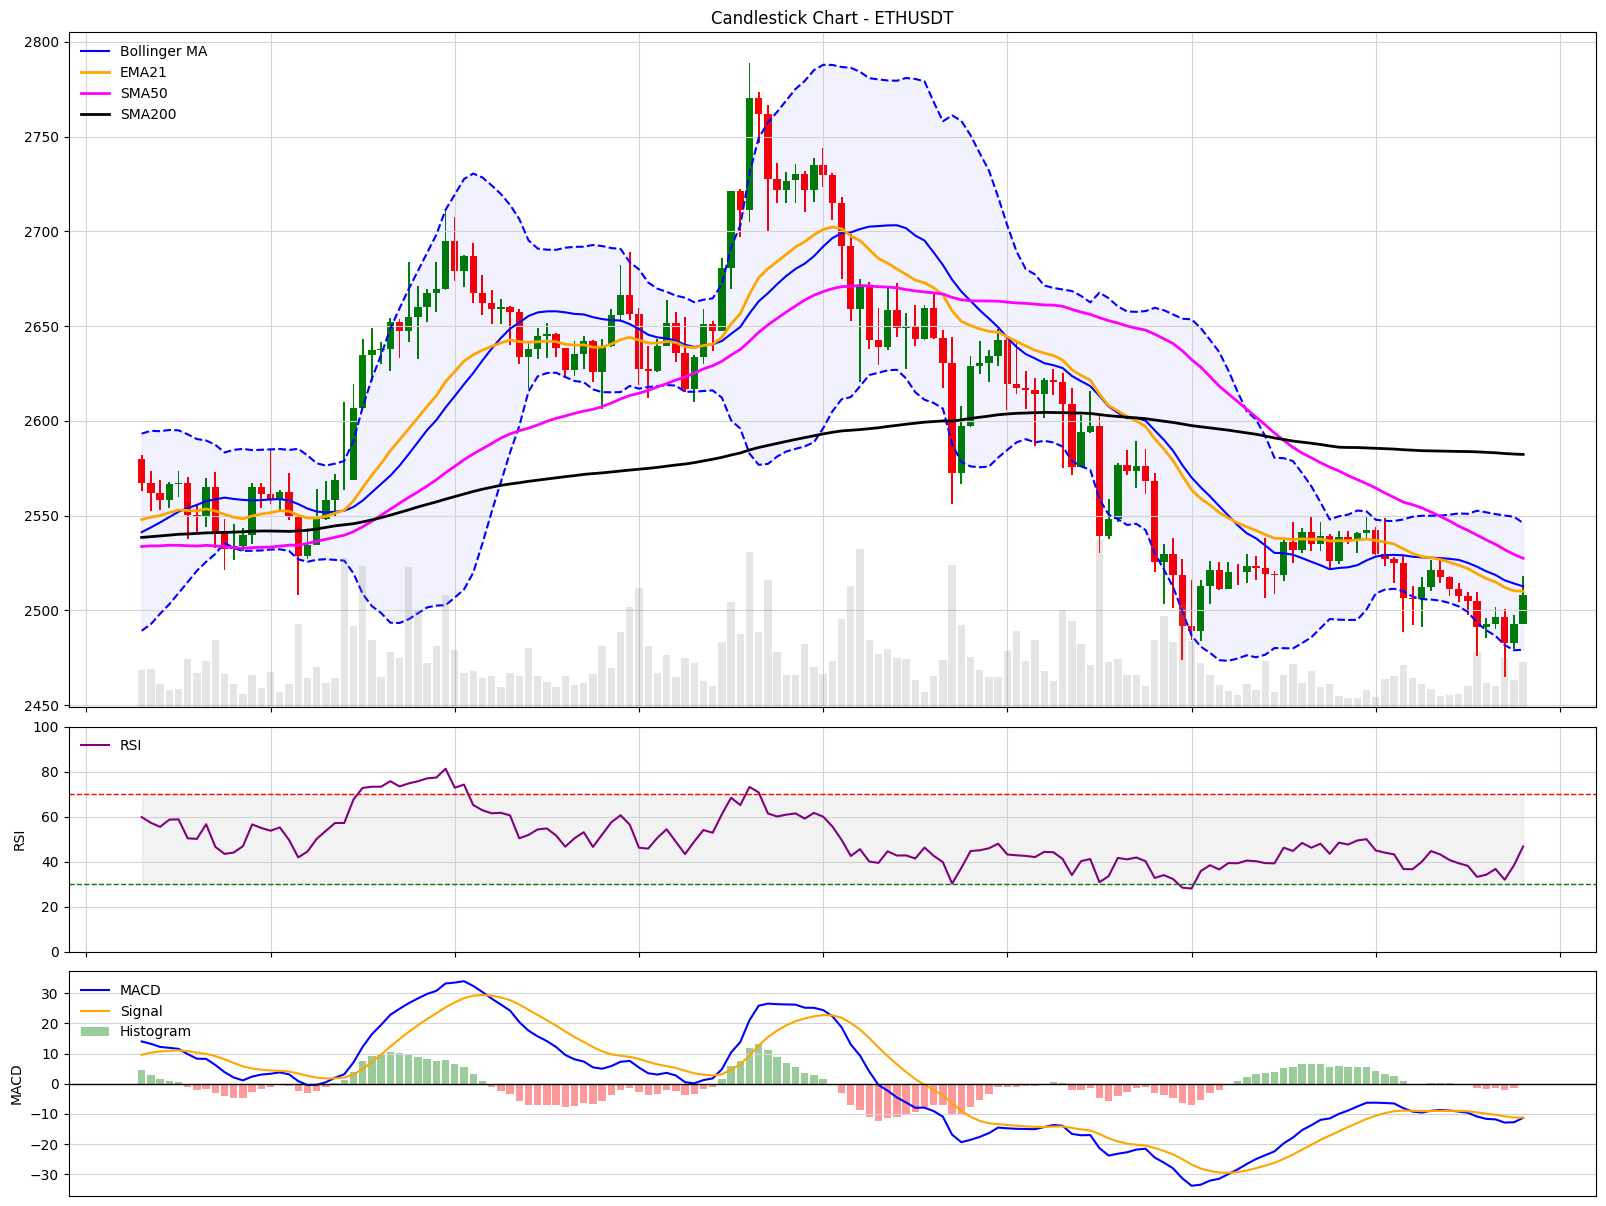 Candlestick Chart - ETHUSDT
Bollinger MA
EMA21
SMA50
SMA200
2800
2750
2700
2650
2600
2550
2500
2450
RSI
100
80
60
40
20
0
RSI
MACD
Signal
Histogram
30
20
10
0
−10
−20
−30
MACD